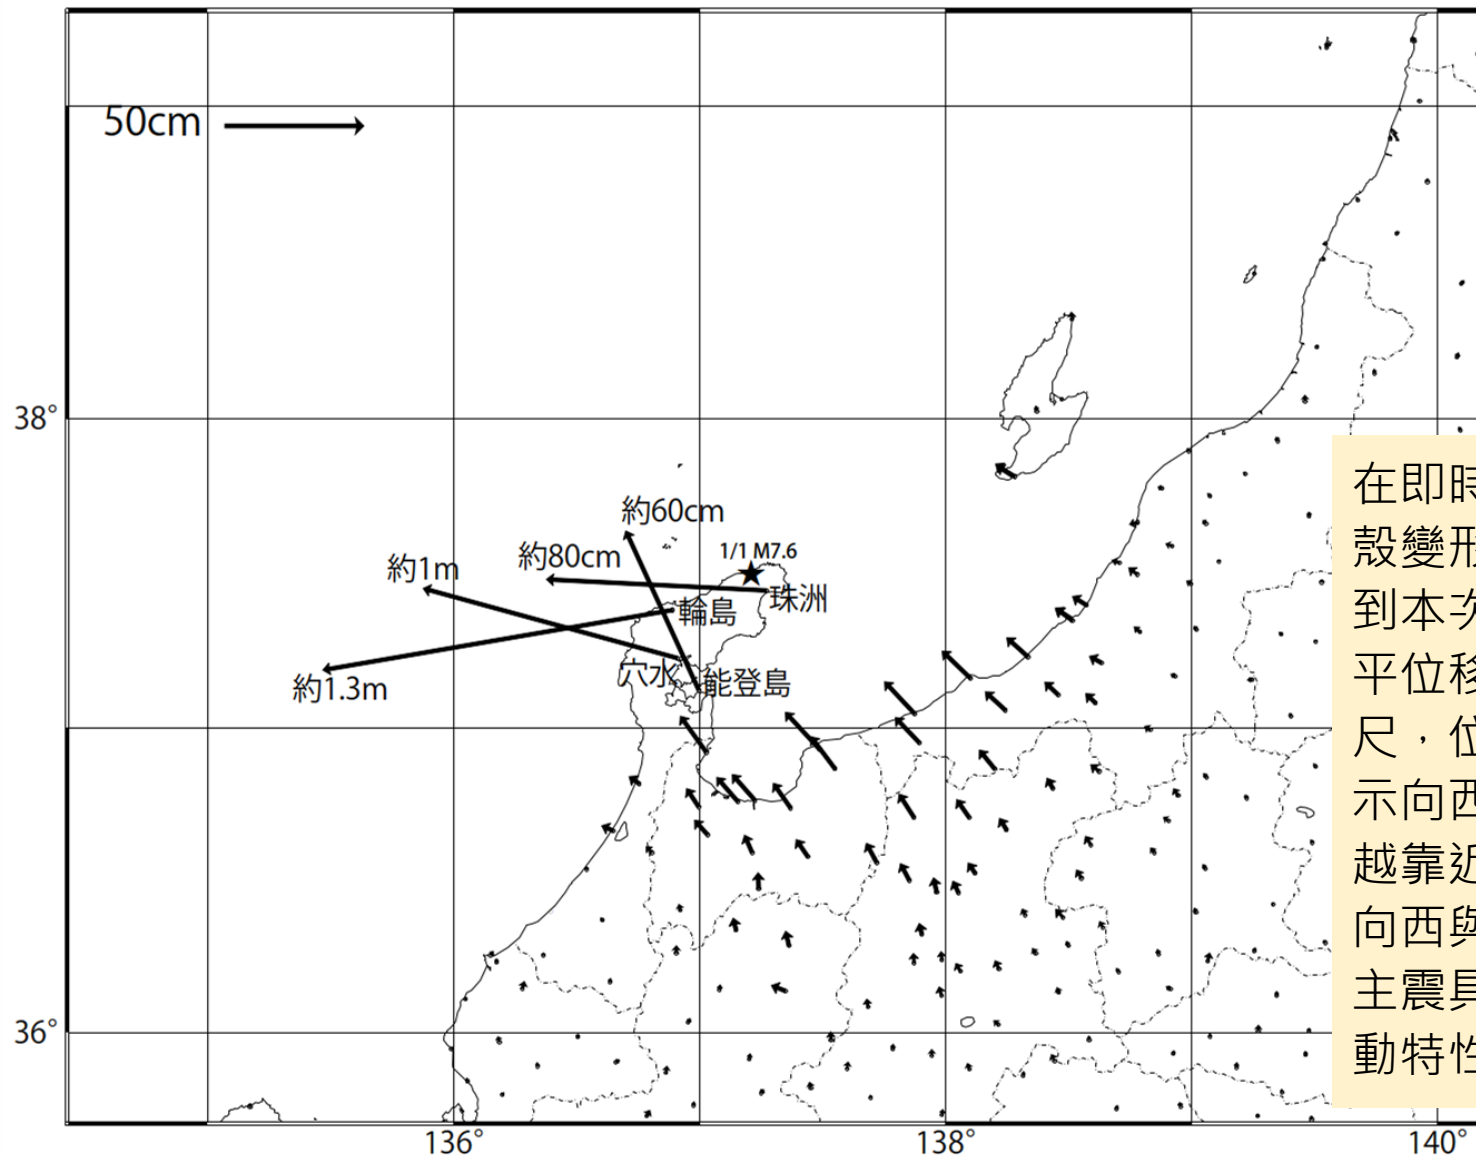 50cm
38°
約60cm
1/1 M7.6
約80cm
約1m
珠洲
輪島
穴水
能登島
約1.3m
36°
136°
138°
140°
在即時
殼變形
到本次
平位移
尺，位
示向西
越靠近
向西與
主震具
動特性